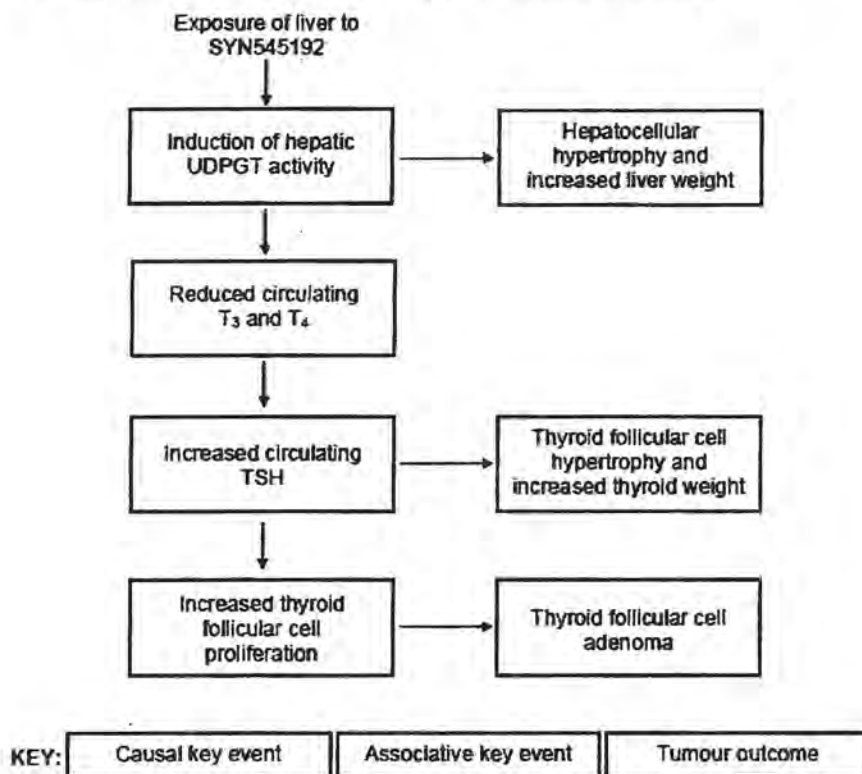 Exposure of liver to
SYN545192
Induction of hepatic
UDPGT activity
Hepatocellular
hypertrophy and
increased liver weight
Reduced circulating
T₃ and T₄
Increased circulating
TSH
Thyroid follicular cell
hypertrophy and
increased thyroid weight
Increased thyroid
follicular cell
proliferation
Thyroid follicular cell
adenoma
KEY: Causal key event Associative key event Tumour outcome